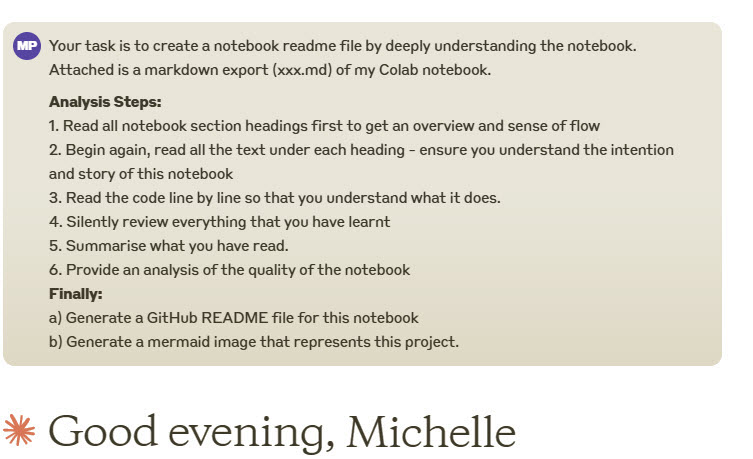 MP Your task is to create a notebook readme file by deeply understanding the notebook.
Attached is a markdown export (xxx.md) of my Colab notebook.
Analysis Steps:
1. Read all notebook section headings first to get an overview and sense of flow
2. Begin again, read all the text under each heading - ensure you understand the intention
and story of this notebook
3. Read the code line by line so that you understand what it does.
4. Silently review everything that you have learnt
5. Summarise what you have read.
6. Provide an analysis of the quality of the notebook
Finally:
a) Generate a GitHub README file for this notebook
b) Generate a mermaid image that represents this project.
Good evening, Michelle